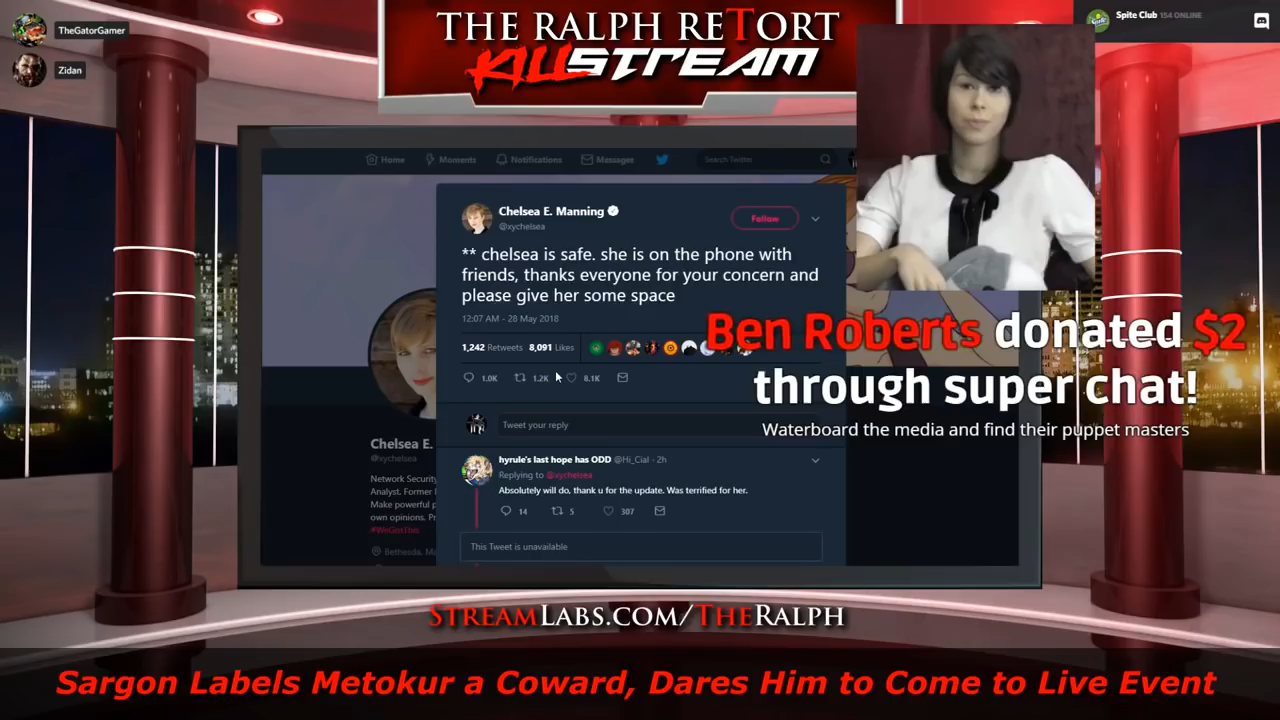 TheGatorGamer
Zidan
THE RALPH RETORT
KILLSTREAM
Spite Club 154 ONLINE
Home Moments Notifications Messages Search Twitter
Chelsea E. Manning
@xychelsea
Follow
** chelsea is safe. she is on the phone with
friends, thanks everyone for your concern and
please give her some space
12:07 AM - 28 May 2018
1,242 Retweets 8,091 Likes
1.0K 1.2K 8.1K
Tweet your reply
hyrule's last hope has ODD @Hi_Cial · 2h
Replying to @xychelsea
Absolutely will do, thank u for the update. Was terrified for her.
14 5 307
This Tweet is unavailable
Chelsea E.
@xychelsea
Network Security
Analyst. Former
Make powerful
own opinions.
#WeGotThis
Bethesda,
Ben Roberts donated $2
through super chat!
Waterboard the media and find their puppet masters
STREAMLABS.COM/THERALPH
Sargon Labels Metokur a Coward, Dares Him to Come to Live Event